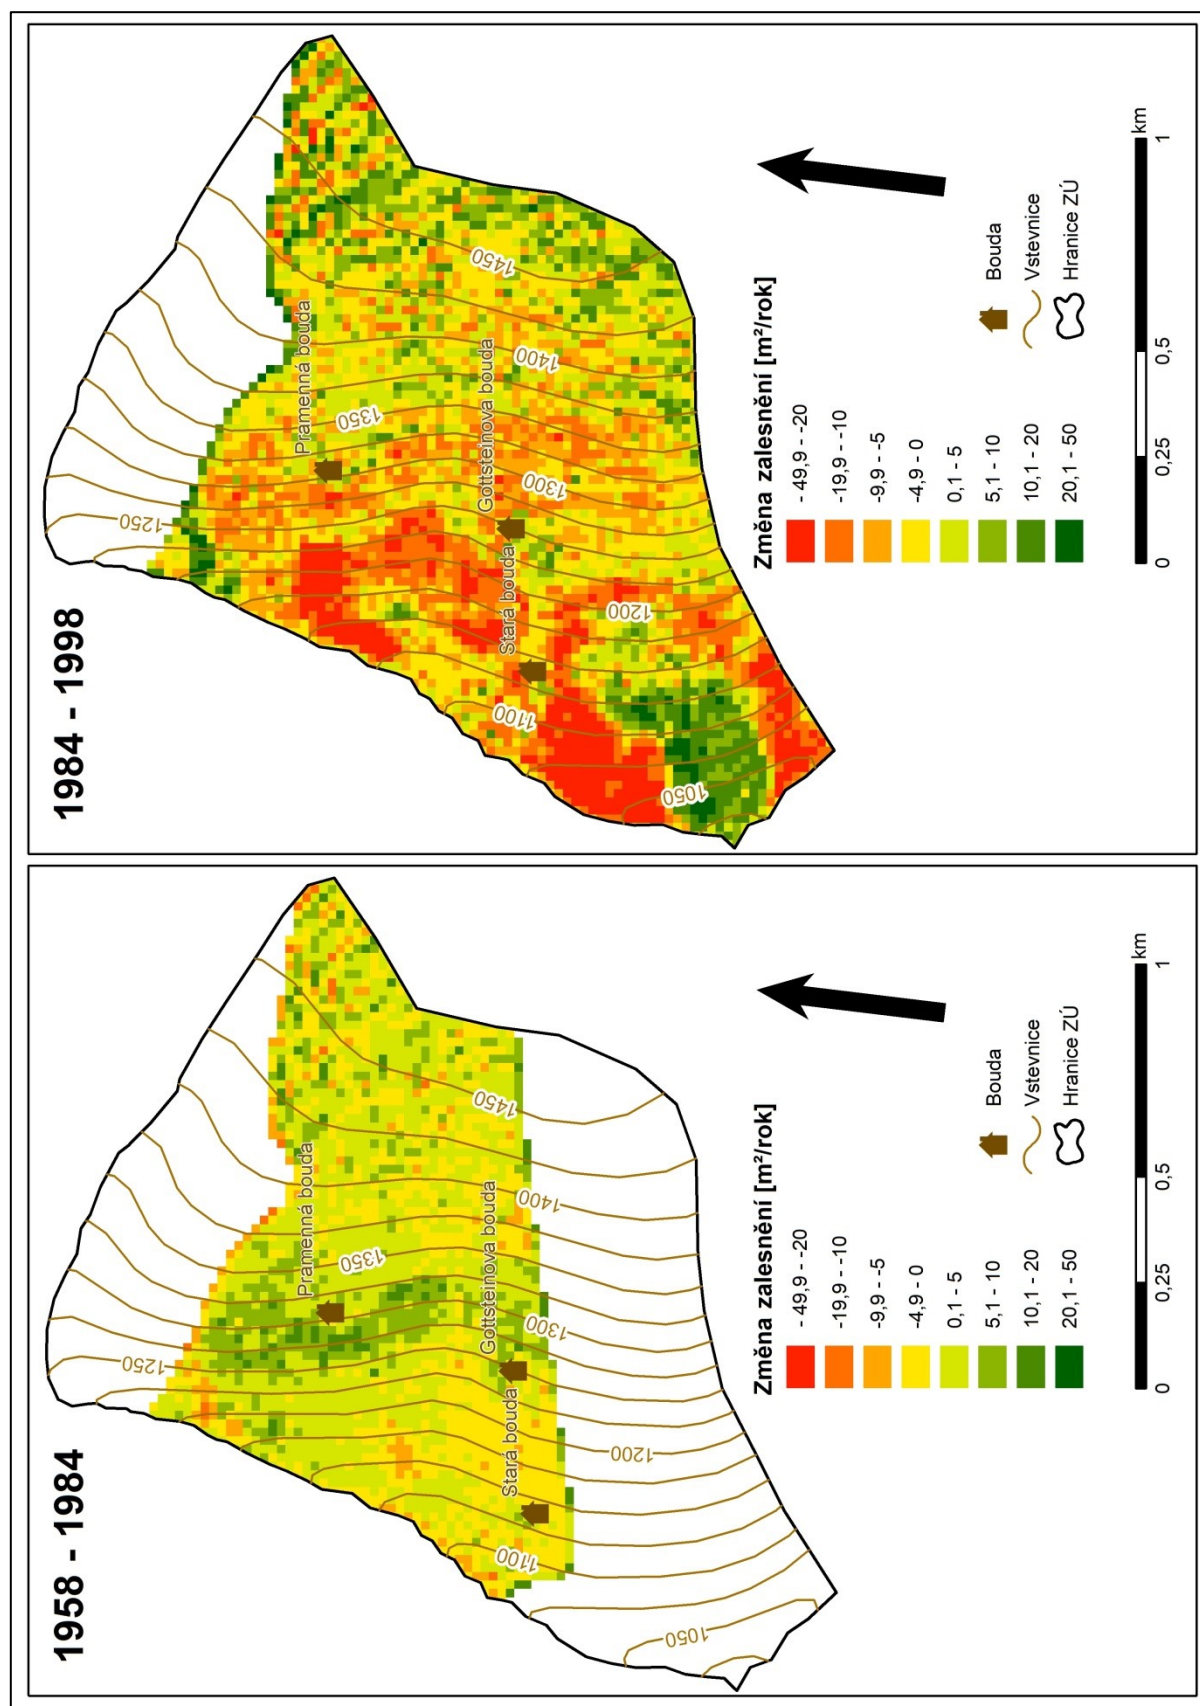 1958 - 1984
1250
Pramenná bouda
1350
1450
Gottsteinova bouda
1400
Stará bouda
1300
1100
1200
1050
Změna zalesnění [m²/rok]
- 49,9 - -20
-19,9 - -10
-9,9 - -5
-4,9 - 0
0,1 - 5
5,1 - 10
10,1 - 20
20,1 - 50
Bouda
Vstevnice
Hranice ZÚ
km
0
0,25
0,5
1
1984 - 1998
1250
Pramenná bouda
1350
1450
Gottsteinova bouda
1400
Stará bouda
1300
1100
1200
1050
Změna zalesnění [m²/rok]
- 49,9 - -20
-19,9 - -10
-9,9 - -5
-4,9 - 0
0,1 - 5
5,1 - 10
10,1 - 20
20,1 - 50
Bouda
Vstevnice
Hranice ZÚ
km
0
0,25
0,5
1